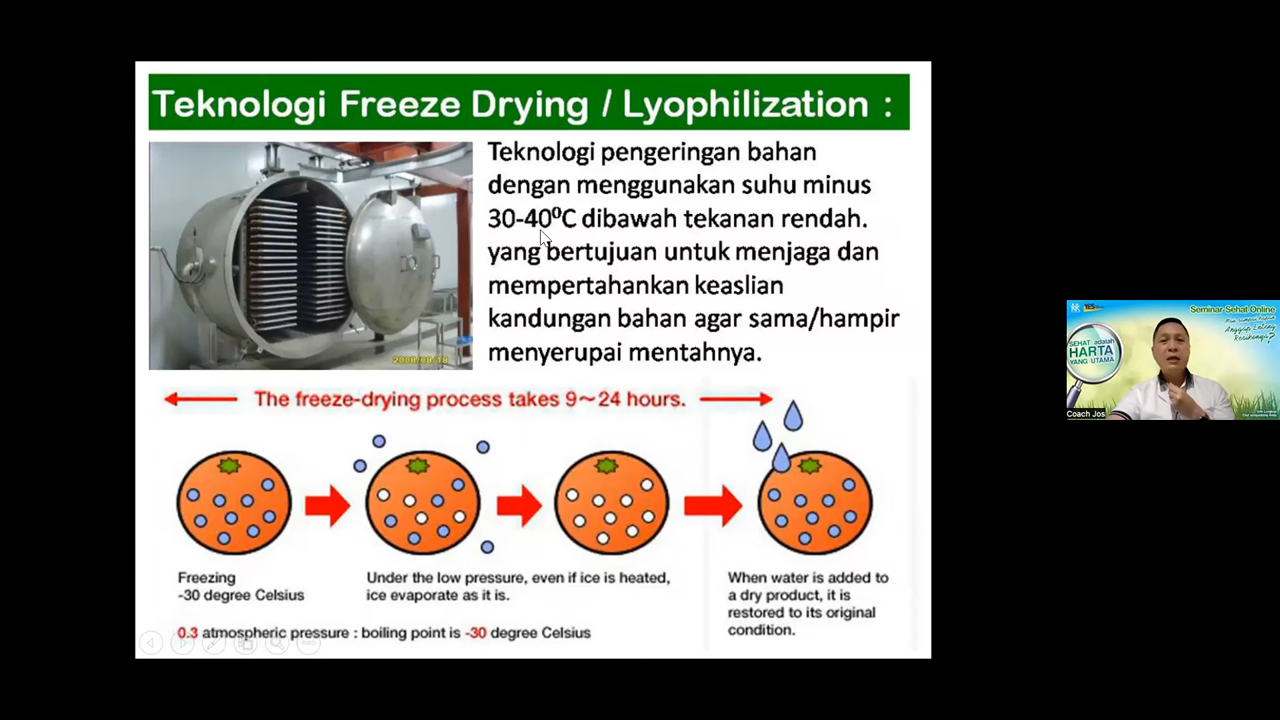 Teknologi Freeze Drying / Lyophilization :
Teknologi pengeringan bahan
dengan menggunakan suhu minus
30-40⁰C dibawah tekanan rendah.
yang bertujuan untuk menjaga dan
mempertahankan keaslian
kandungan bahan agar sama/hampir
menyerupai mentahnya.
2008/08/18
The freeze-drying process takes 9~24 hours.
Freezing
-30 degree Celsius
Under the low pressure, even if ice is heated,
ice evaporate as it is.
When water is added to
a dry product, it is
restored to its original
condition.
0.3 atmospheric pressure : boiling point is -30 degree Celsius
YES
Seminar Sehat Online
SEHAT adalah
HARTA
YANG UTAMA
Coach Jos